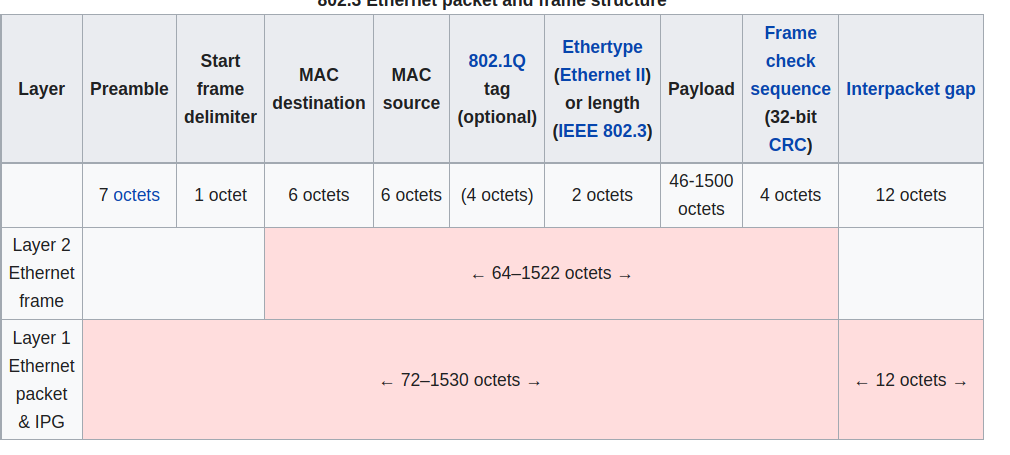 802.3 Ethernet packet and frame structure
Layer
Preamble
Start
frame
delimiter
MAC
destination
MAC
source
802.1Q
tag
(optional)
Ethertype
(Ethernet II)
or length
(IEEE 802.3)
Payload
Frame
check
sequence
(32-bit
CRC)
Interpacket gap
7 octets
1 octet
6 octets
6 octets
(4 octets)
2 octets
46-1500
octets
4 octets
12 octets
Layer 2
Ethernet
frame
← 64–1522 octets →
Layer 1
Ethernet
packet
& IPG
← 72–1530 octets →
← 12 octets →